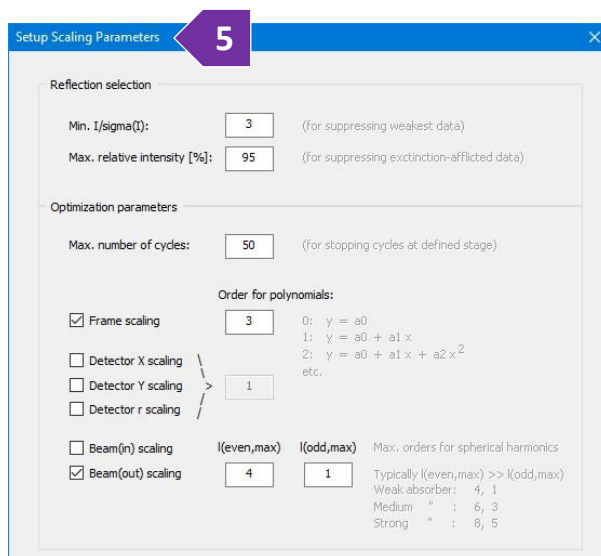 Setup Scaling Parameters
5
Reflection selection
Min. I/sigma(I): 3 (for suppressing weakest data)
Max. relative intensity [%]: 95 (for suppressing exctinction-afflicted data)
Optimization parameters
Max. number of cycles: 50 (for stopping cycles at defined stage)
Order for polynomials:
Frame scaling 3 0: y = a0
1: y = a0 + a1 x
2: y = a0 + a1 x + a2 x²
etc.
Detector X scaling \
Detector Y scaling > 1
Detector r scaling /
Beam(in) scaling l(even,max) l(odd,max) Max. orders for spherical harmonics
Beam(out) scaling 4 1 Typically l(even,max) >> l(odd,max)
Weak absorber: 4, 1
Medium " : 6, 3
Strong " : 8, 5